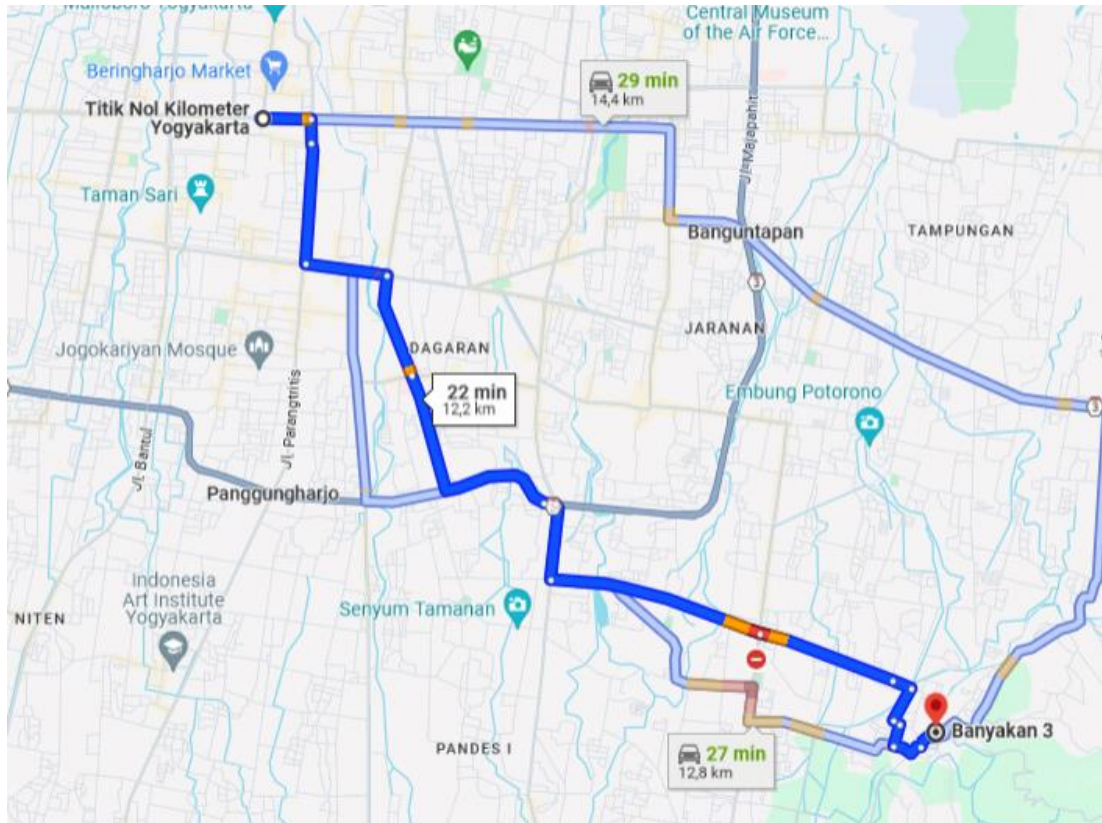 Malioboro Yogyakarta
Central Museum
of the Air Force...
Beringharjo Market
29 min
14,4 km
Titik Nol Kilometer
Yogyakarta
Jl. Majapahit
Taman Sari
Banguntapan
TAMPUNGAN
3
JARANAN
Jogokariyan Mosque
DAGARAN
Jl. Parangtritis
22 min
12,2 km
Embung Potorono
3
Jl. Bantul
Panggungharjo
Indonesia
Art Institute
Yogyakarta
Senyum Tamanan
NITEN
PANDES I
Banyakan 3
27 min
12,8 km